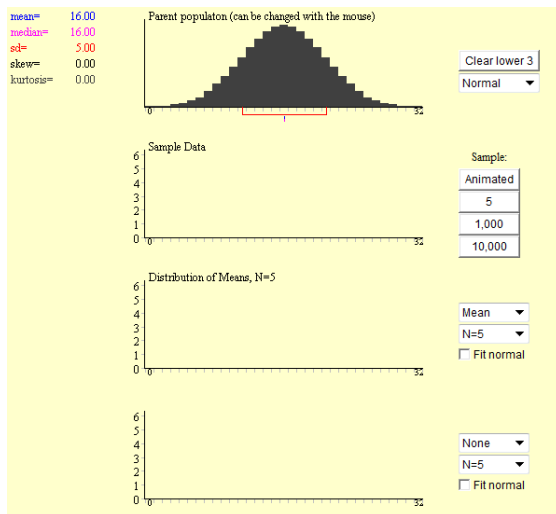 mean= 16.00
median= 16.00
sd= 5.00
skew= 0.00
kurtosis= 0.00
Parent populaton (can be changed with the mouse)
0 32
Clear lower 3
Normal
Sample Data
6
5
4
3
2
1
0
0 32
Sample:
Animated
5
1,000
10,000
Distribution of Means, N=5
6
5
4
3
2
1
0
0 32
Mean
N=5
Fit normal
6
5
4
3
2
1
0
0 32
None
N=5
Fit normal